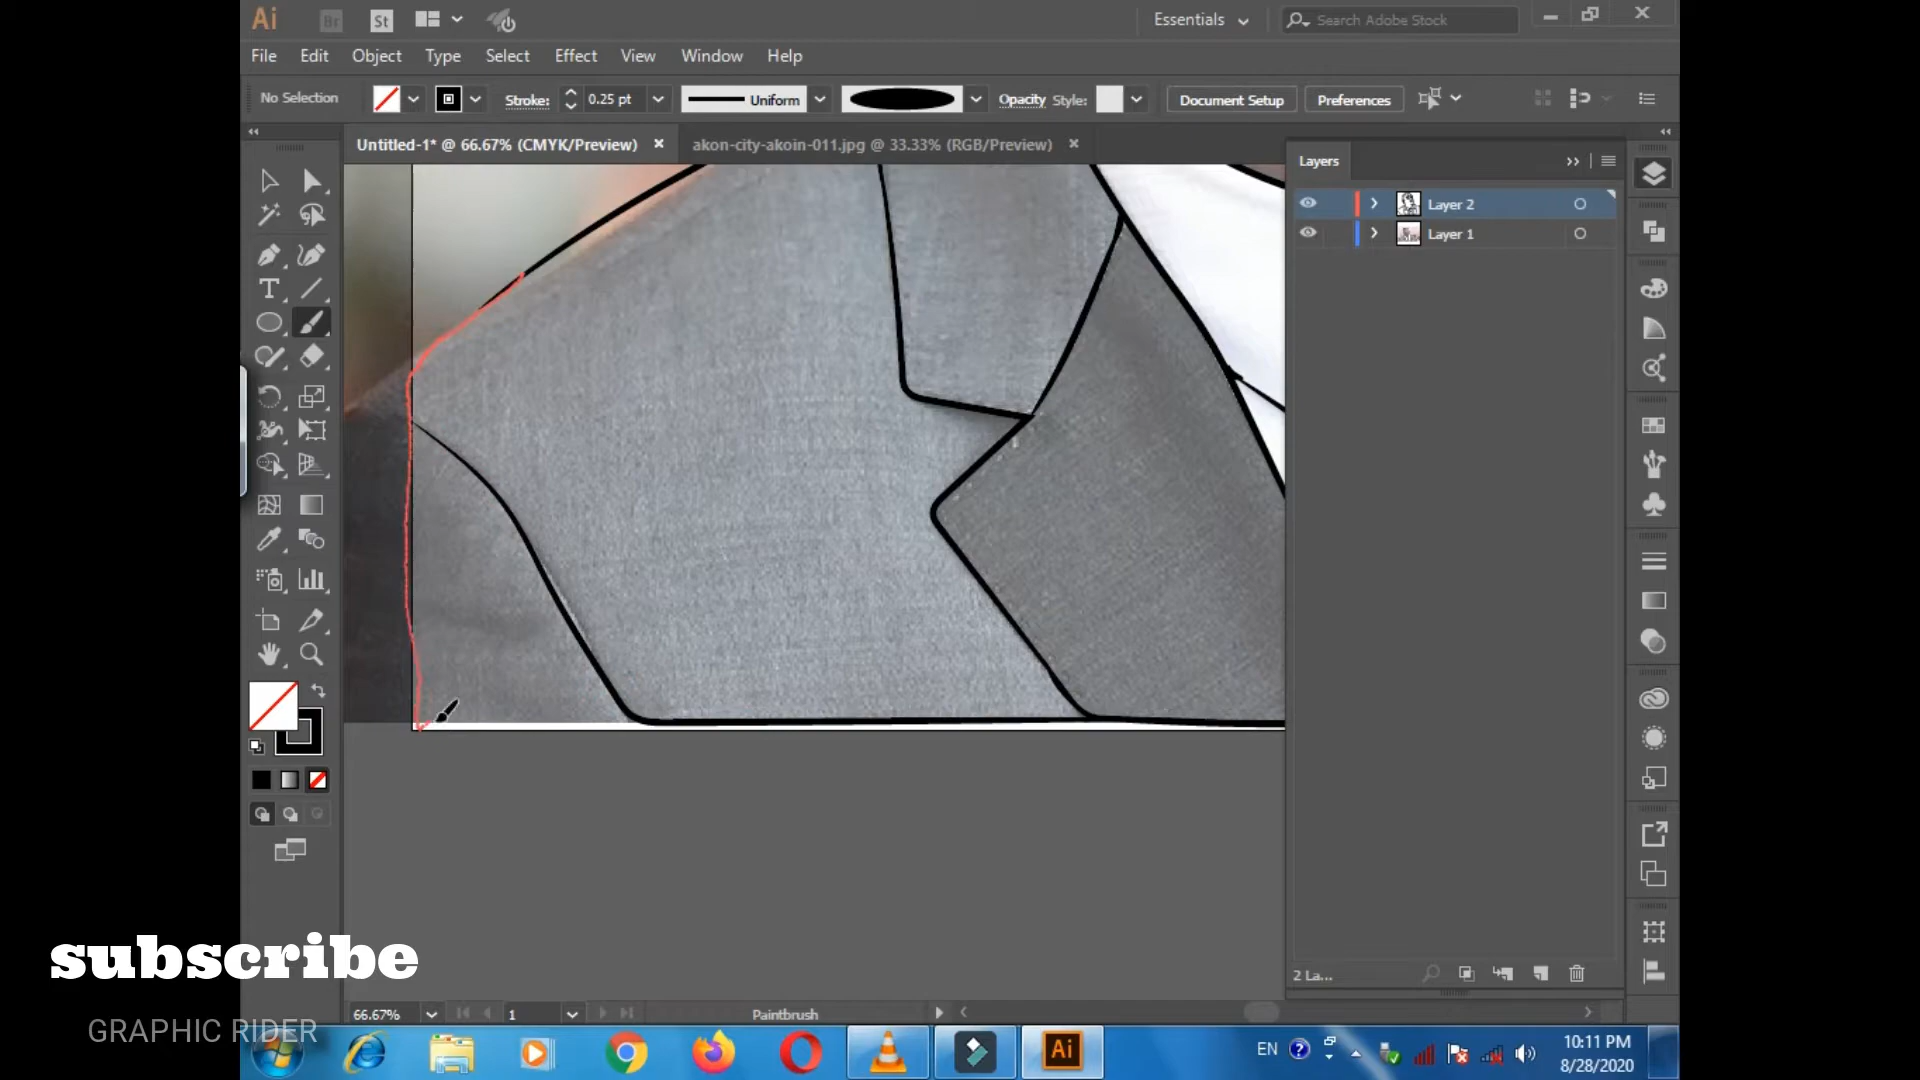 Ai Br St Essentials Search Adobe Stock
File Edit Object Type Select Effect View Window Help
No Selection Stroke: 0.25 pt Uniform Opacity Style: Document Setup Preferences
Untitled-1* @ 66.67% (CMYK/Preview) × akon-city-akoin-011.jpg @ 33.33% (RGB/Preview) ×
Layers
Layer 2
Layer 1
2 La...
66.67% 1 Paintbrush
subscribe
GRAPHIC RIDER
Ai
EN
10:11 PM
8/28/2020